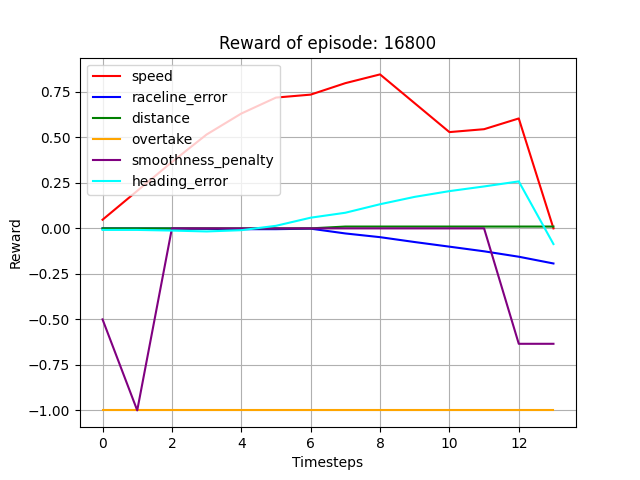 Reward of episode: 16800
speed
raceline_error
distance
overtake
smoothness_penalty
heading_error
Reward
0.75
0.50
0.25
0.00
−0.25
−0.50
−0.75
−1.00
0 2 4 6 8 10 12
Timesteps